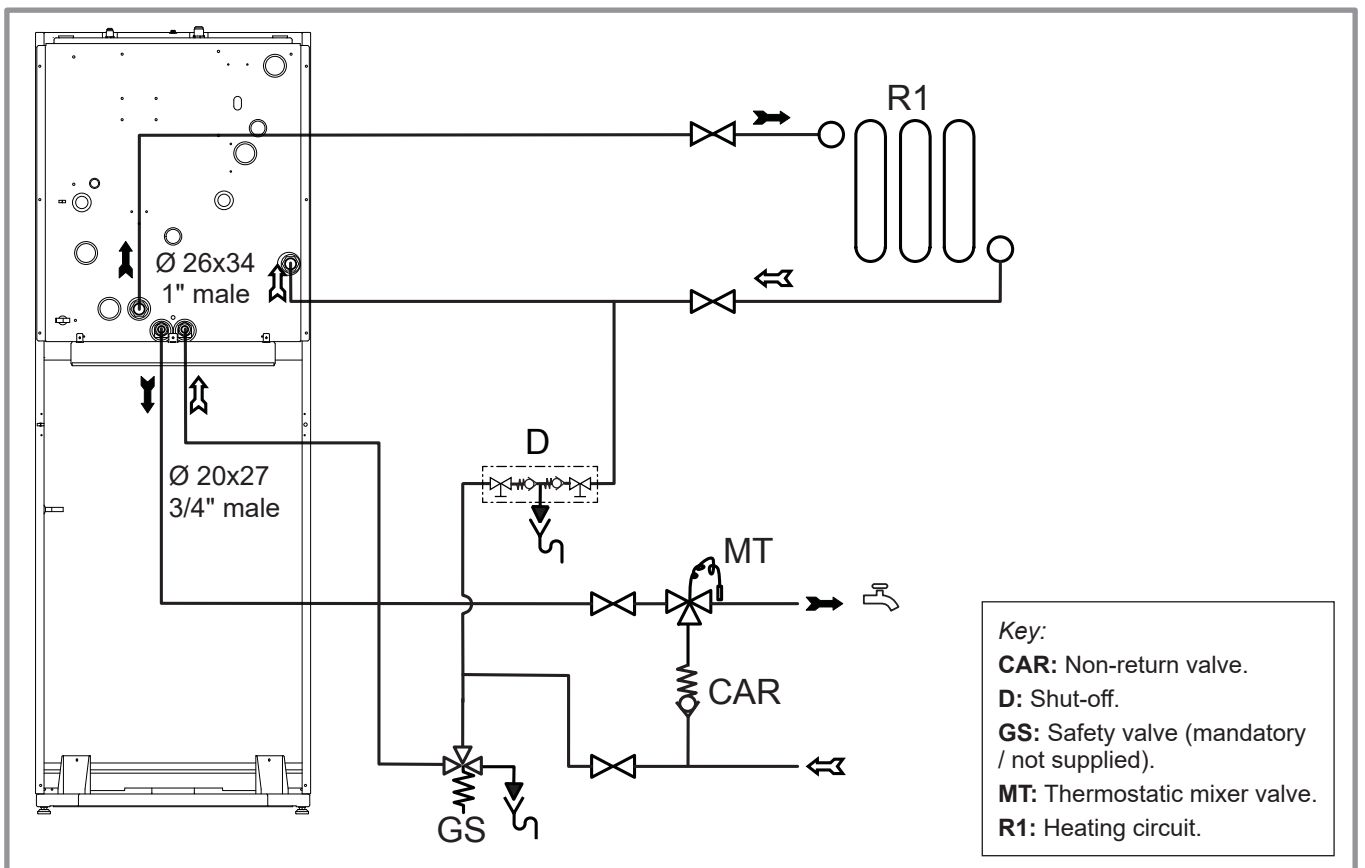 R1
Ø 26x34
1" male
D
Ø 20x27
3/4" male
MT
CAR
GS
Key:
CAR: Non-return valve.
D: Shut-off.
GS: Safety valve (mandatory
/ not supplied).
MT: Thermostatic mixer valve.
R1: Heating circuit.